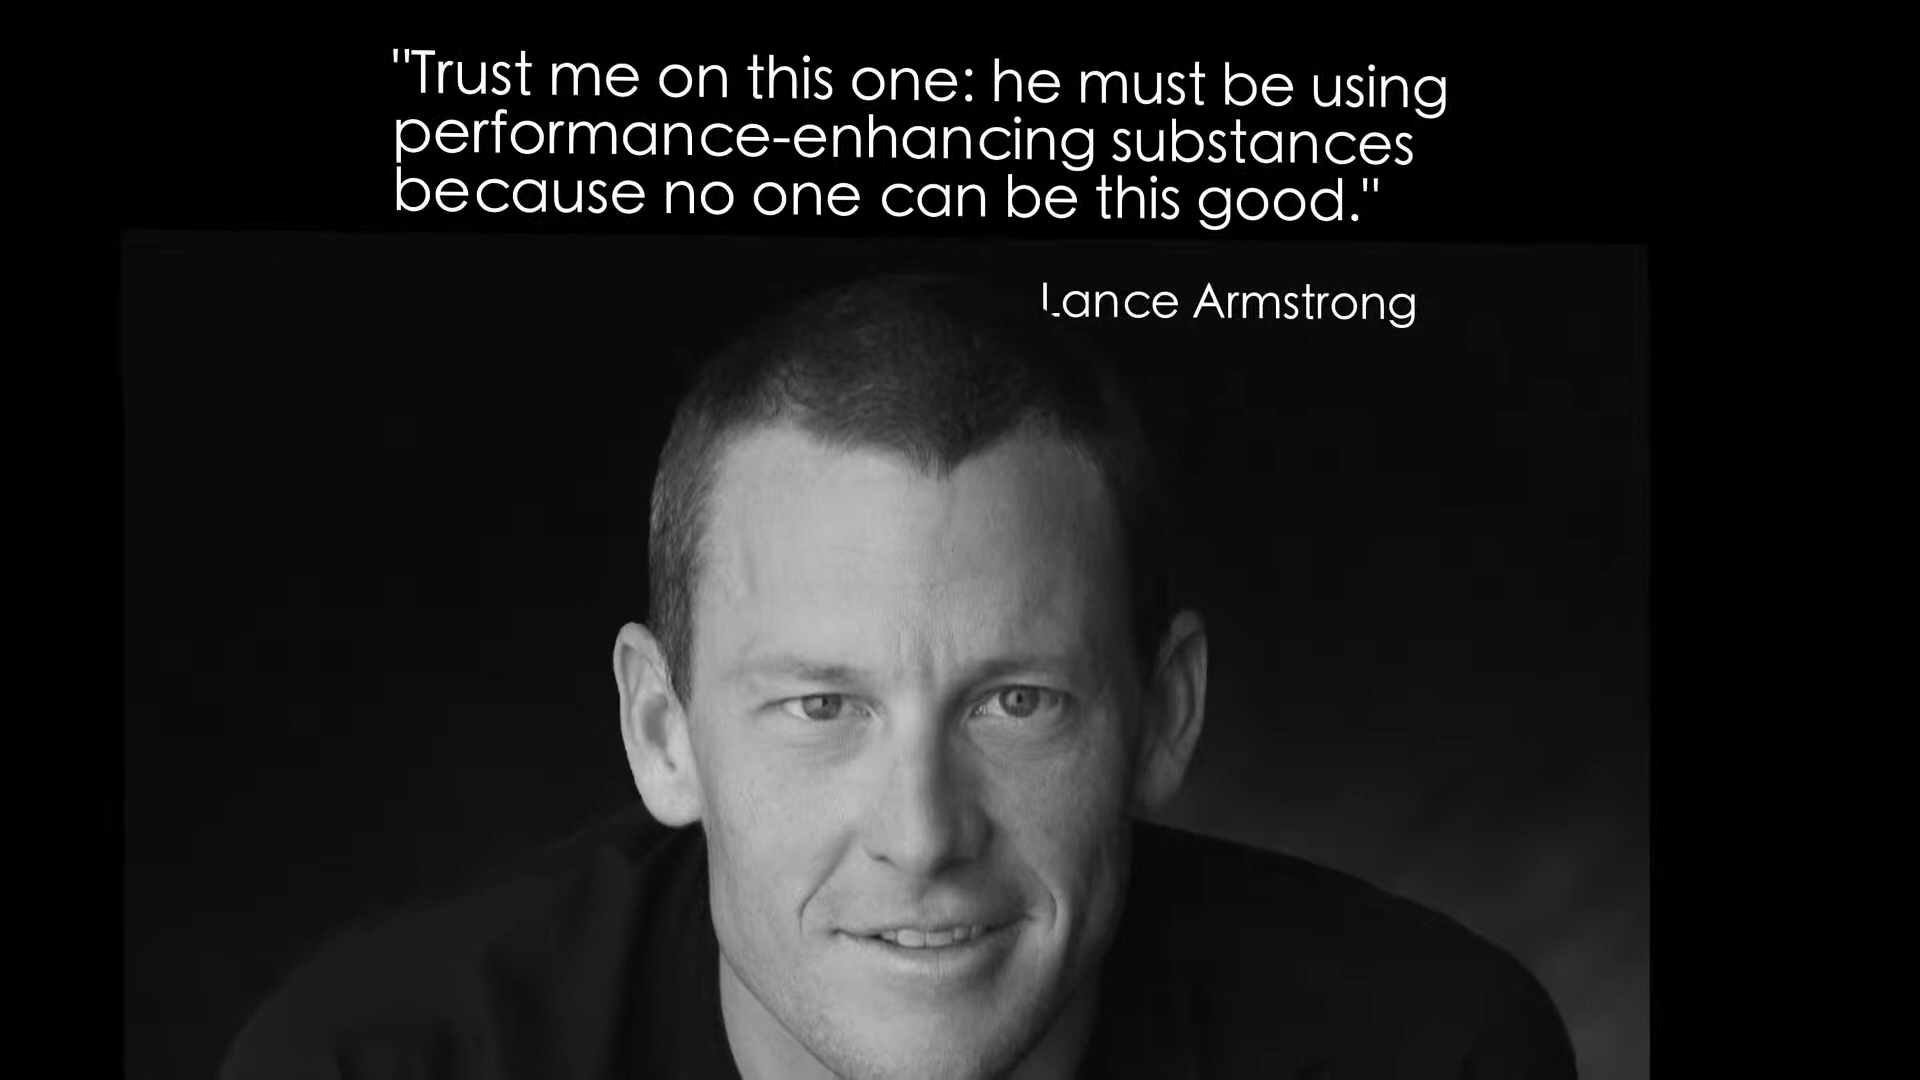 "Trust me on this one: he must be using
performance-enhancing substances
because no one can be this good."
Lance Armstrong